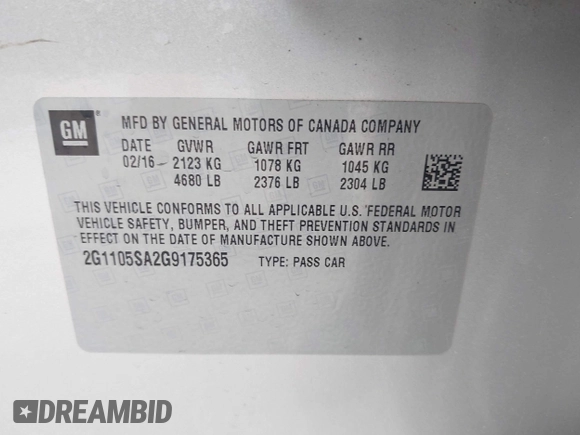 GM
MFD BY GENERAL MOTORS OF CANADA COMPANY
DATE GVWR GAWR FRT GAWR RR
02/16 2123 KG 1078 KG 1045 KG
4680 LB 2376 LB 2304 LB
THIS VEHICLE CONFORMS TO ALL APPLICABLE U.S. FEDERAL MOTOR
VEHICLE SAFETY, BUMPER, AND THEFT PREVENTION STANDARDS IN
EFFECT ON THE DATE OF MANUFACTURE SHOWN ABOVE.
2G1105SA2G9175365 TYPE: PASS CAR
DREAMBID